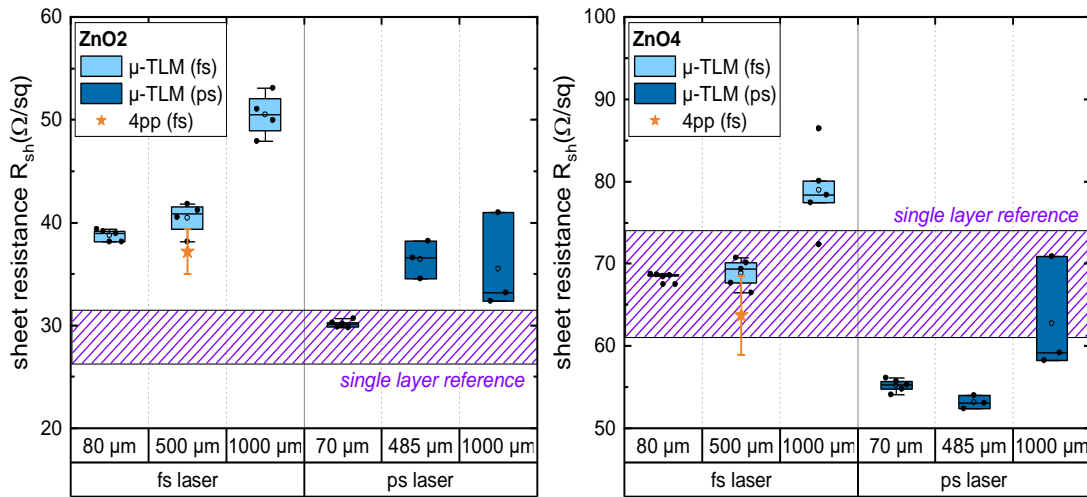 60
50
40
30
20
sheet resistance R_sh(Ω/sq)
ZnO2
μ-TLM (fs)
μ-TLM (ps)
4pp (fs)
single layer reference
80 μm 500 μm 1000 μm 70 μm 485 μm 1000 μm
fs laser ps laser
100
90
80
70
60
50
sheet resistance R_sh(Ω/sq)
ZnO4
μ-TLM (fs)
μ-TLM (ps)
4pp (fs)
single layer reference
80 μm 500 μm 1000 μm 70 μm 485 μm 1000 μm
fs laser ps laser